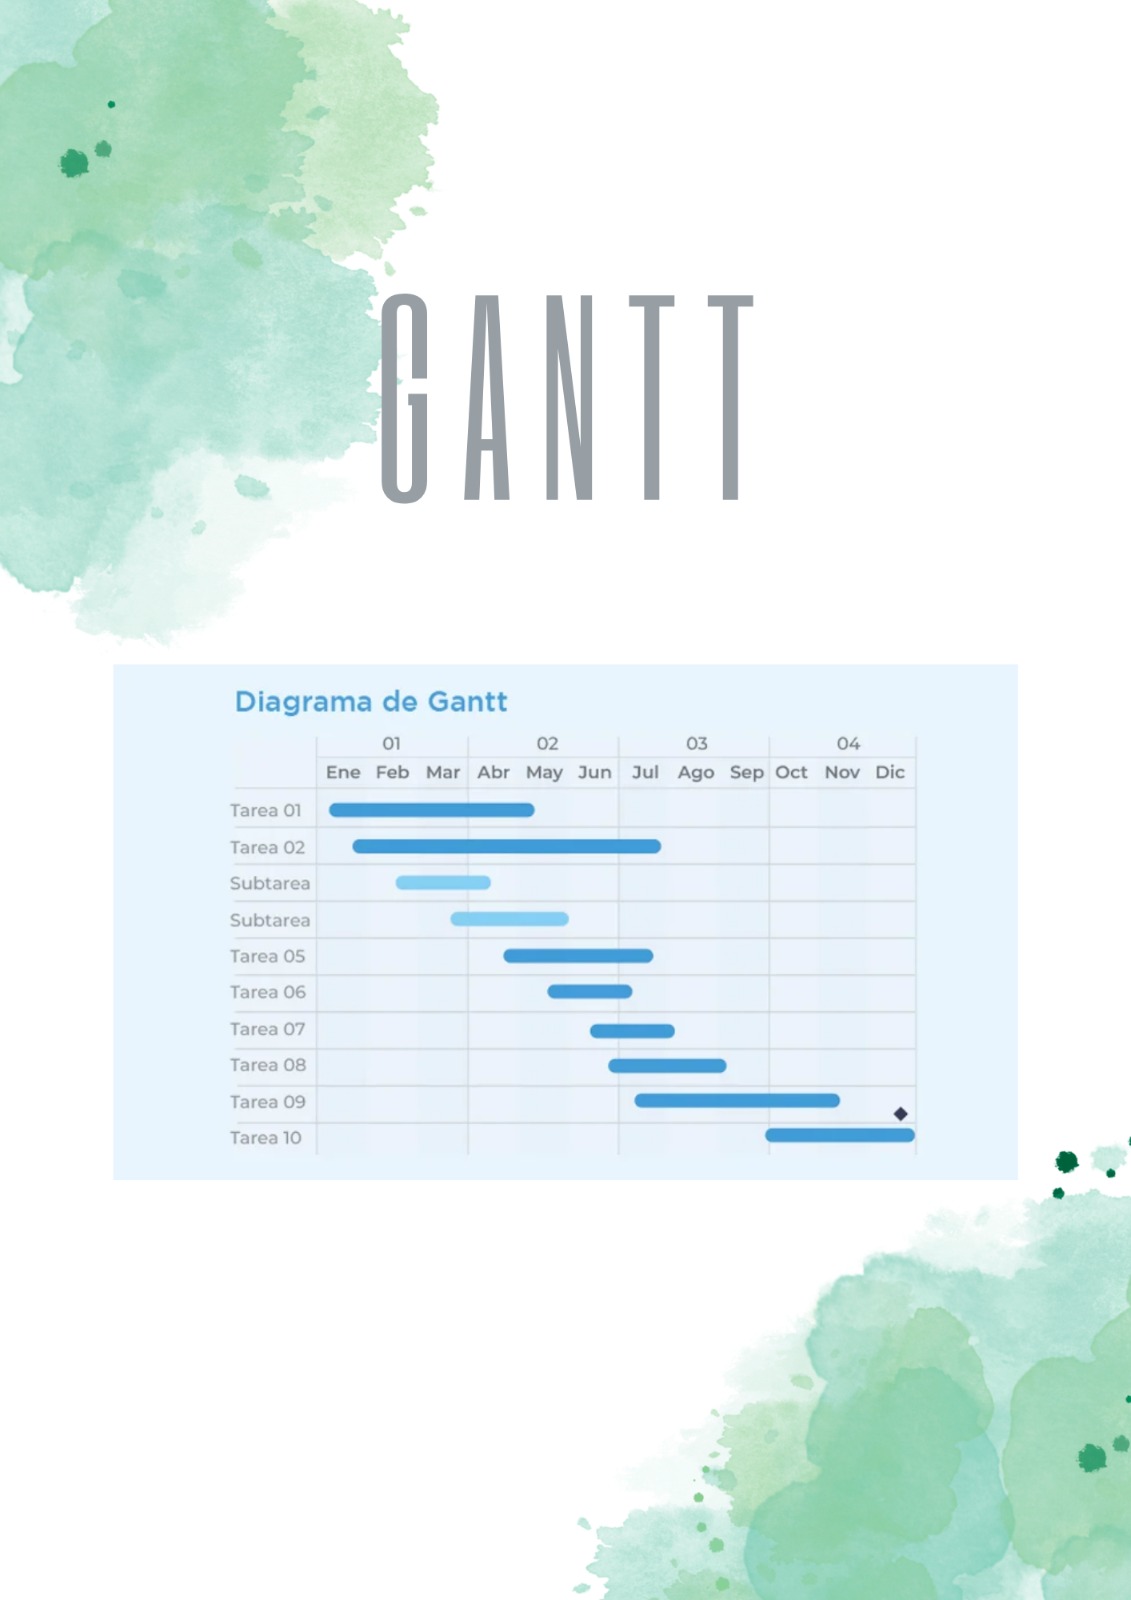 GANTT
Diagrama de Gantt
01 02 03 04
Ene Feb Mar Abr May Jun Jul Ago Sep Oct Nov Dic
Tarea 01
Tarea 02
Subtarea
Subtarea
Tarea 05
Tarea 06
Tarea 07
Tarea 08
Tarea 09
Tarea 10